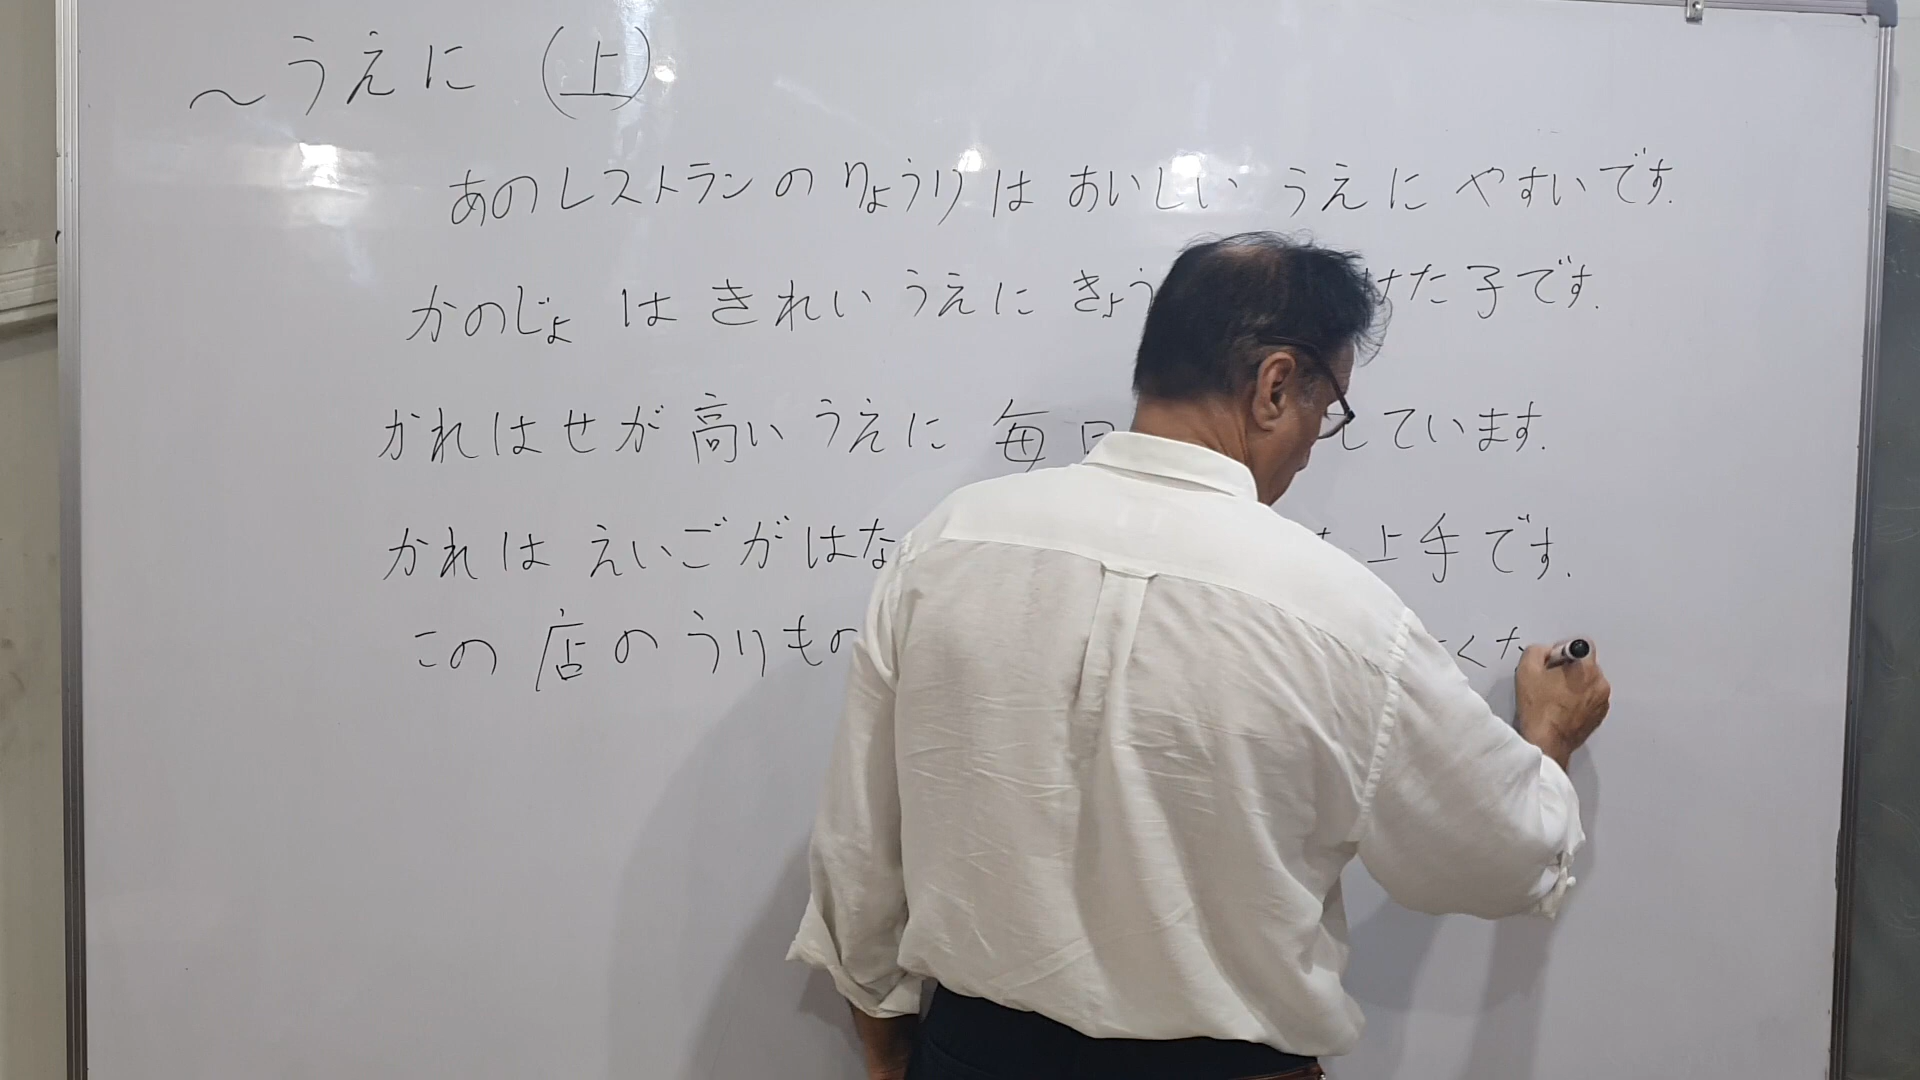 ～うえに (上)
あのレストランのりょうりは おいしい うえに やすいです.
かのじょ は きれい うえに きょう けた 子です.
かれはせが 高い うえに 毎日 しています.
かれは えいごがはな 上手です.
この 店の うりもの くだ